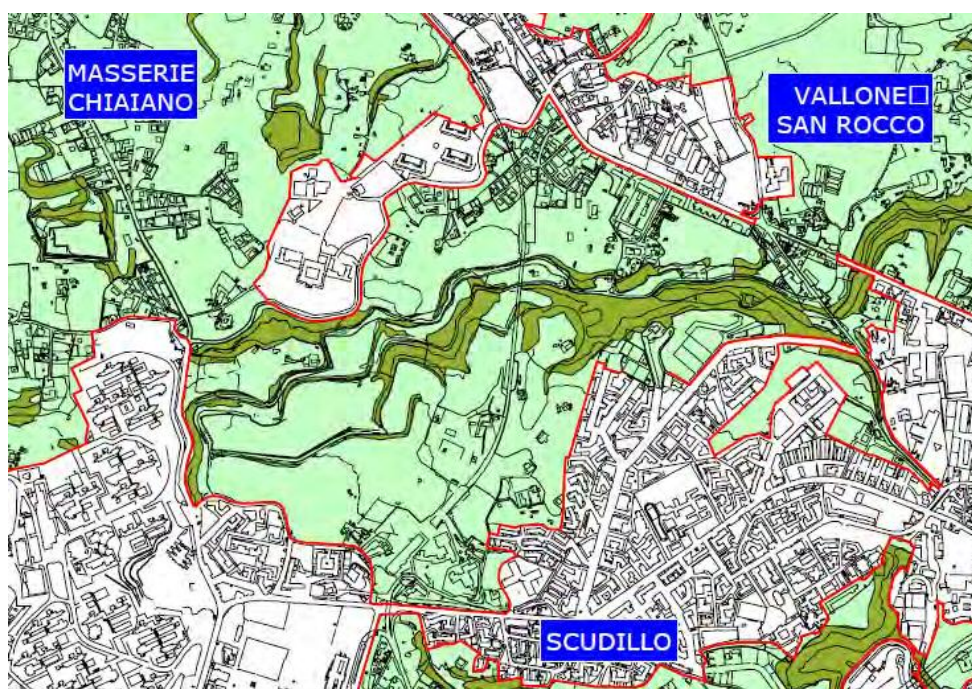 MASSERIE
CHIAIANO
VALLONE□
SAN ROCCO
SCUDILLO